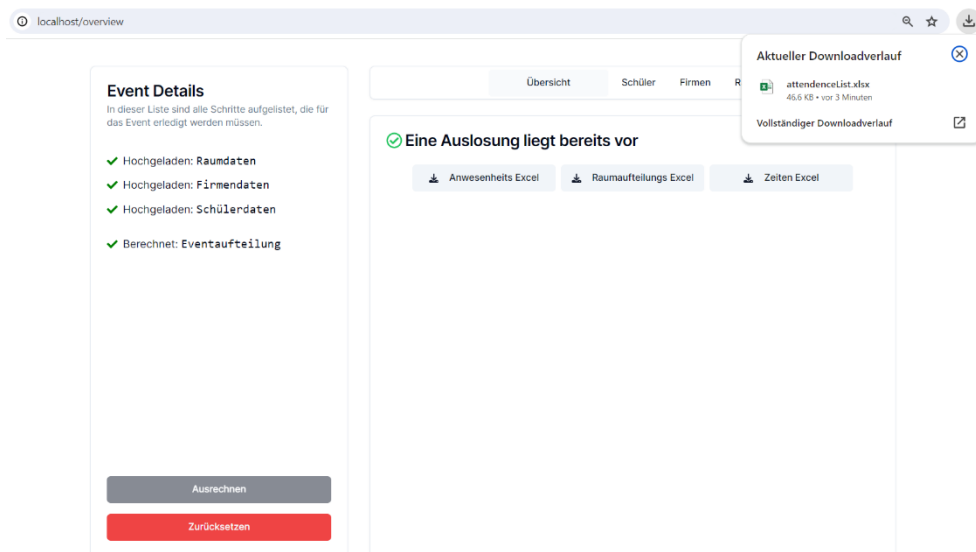 localhost/overview
Aktueller Downloadverlauf
attendenceList.xlsx
46.6 KB • vor 3 Minuten
Vollständiger Downloadverlauf
Event Details
In dieser Liste sind alle Schritte aufgelistet, die für
das Event erledigt werden müssen.
Hochgeladen: Raumdaten
Hochgeladen: Firmendaten
Hochgeladen: Schülerdaten
Berechnet: Eventaufteilung
Ausrechnen
Zurücksetzen
Übersicht Schüler Firmen R
Eine Auslosung liegt bereits vor
Anwesenheits Excel Raumaufteilungs Excel Zeiten Excel